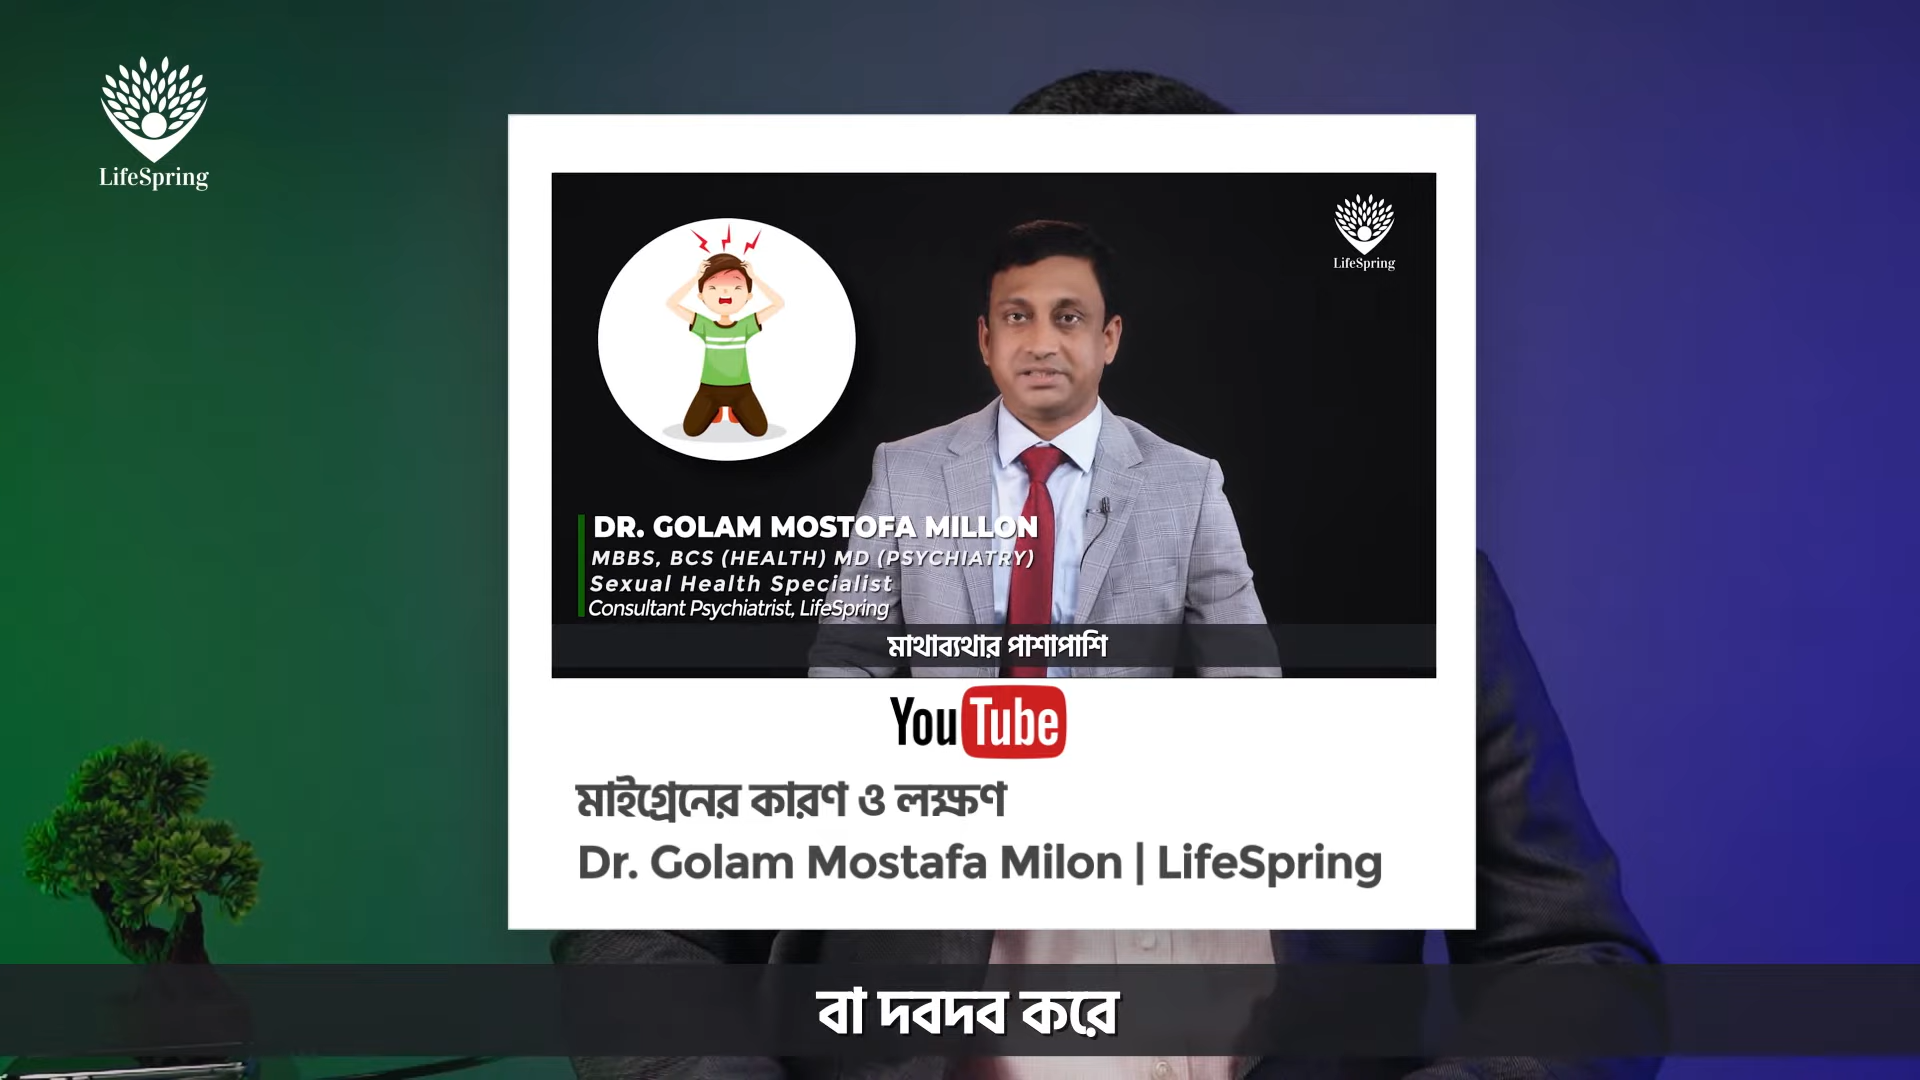 LifeSpring
LifeSpring
DR. GOLAM MOSTOFA MILLON
MBBS, BCS (HEALTH) MD (PSYCHIATRY)
Sexual Health Specialist
Consultant Psychiatrist, LifeSpring
মাথাব্যথার পাশাপাশি
YouTube
মাইগ্রেনের কারণ ও লক্ষণ
Dr. Golam Mostafa Milon | LifeSpring
বা দবদব করে